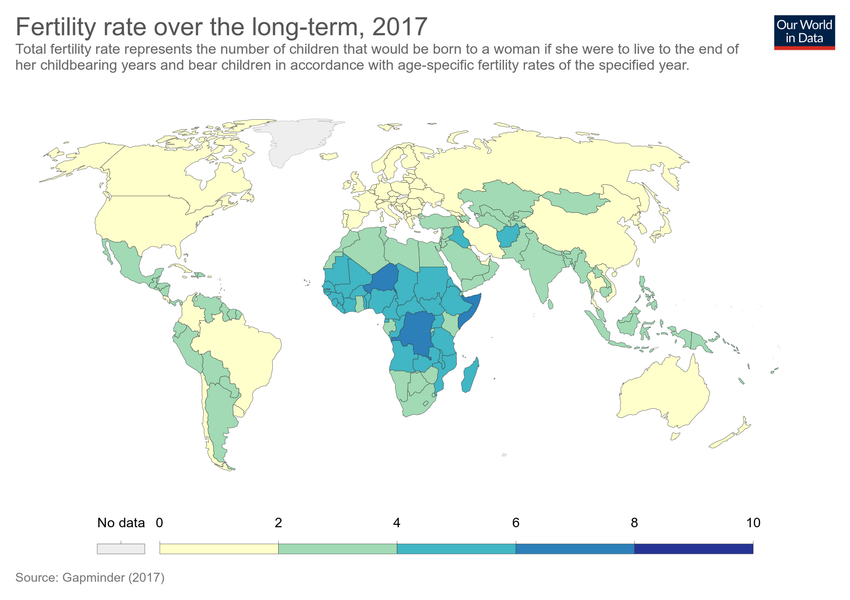 Fertility rate over the long-term, 2017
Our World
in Data
Total fertility rate represents the number of children that would be born to a woman if she were to live to the end of
her childbearing years and bear children in accordance with age-specific fertility rates of the specified year.
No data 0 2 4 6 8 10
Source: Gapminder (2017)